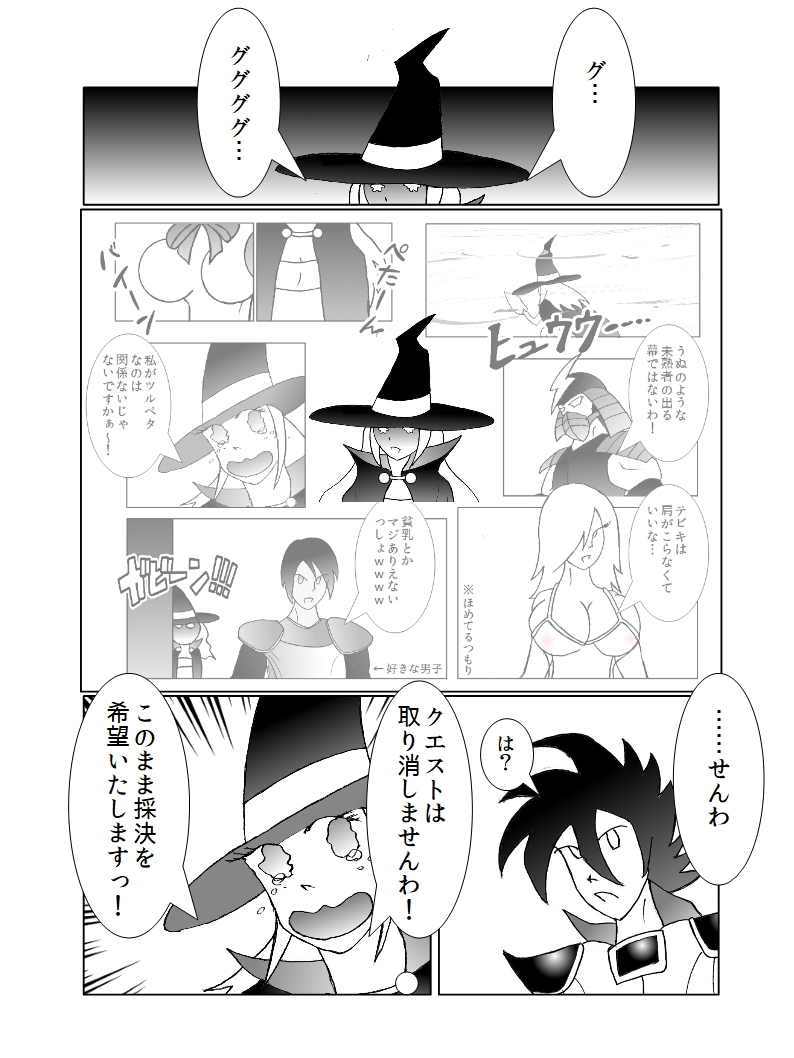 グ…
グググググ…
ぺたーん
バイーン
ヒュウウー……
うぬのような
未熟者の出る
幕ではないわ！
私がツルペタ
なのは
関係ないじゃ
ないですかぁ～！
テビキは
肩がこらなくて
いいな…
※ほめてるつもり
貧乳とか
マジありえない
っしょｗｗｗｗ
←好きな男子
ガビーン!!!
……せんわ
は？
クエストは
取り消しませんわ！
このまま採決を
希望いたしますっ！